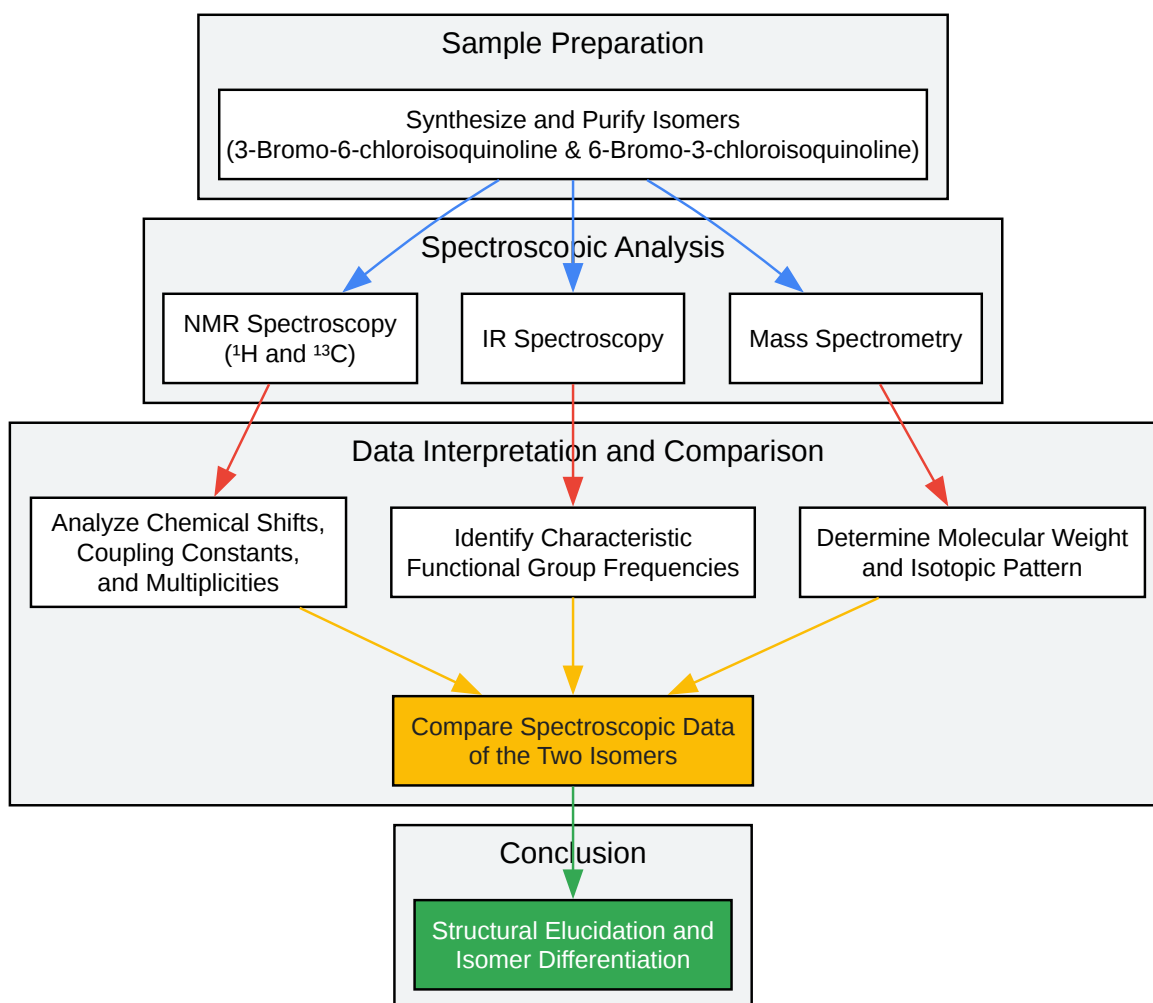 Sample Preparation
Synthesize and Purify Isomers
(3-Bromo-6-chloroisoquinoline & 6-Bromo-3-chloroisoquinoline)
Spectroscopic Analysis
NMR Spectroscopy
(¹H and ¹³C)
IR Spectroscopy
Mass Spectrometry
Data Interpretation and Comparison
Analyze Chemical Shifts,
Coupling Constants,
and Multiplicities
Identify Characteristic
Functional Group Frequencies
Determine Molecular Weight
and Isotopic Pattern
Compare Spectroscopic Data
of the Two Isomers
Conclusion
Structural Elucidation and
Isomer Differentiation